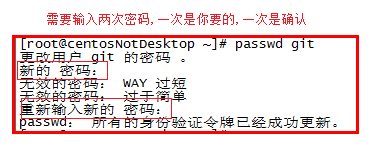 需要输入两次密码,一次是你要的,一次是确认
[root@centosNotDesktop ~]# passwd git
更改用户 git 的密码 。
新的 密码：
无效的密码： WAY 过短
无效的密码： 过于简单
重新输入新的 密码：
passwd： 所有的身份验证令牌已经成功更新。